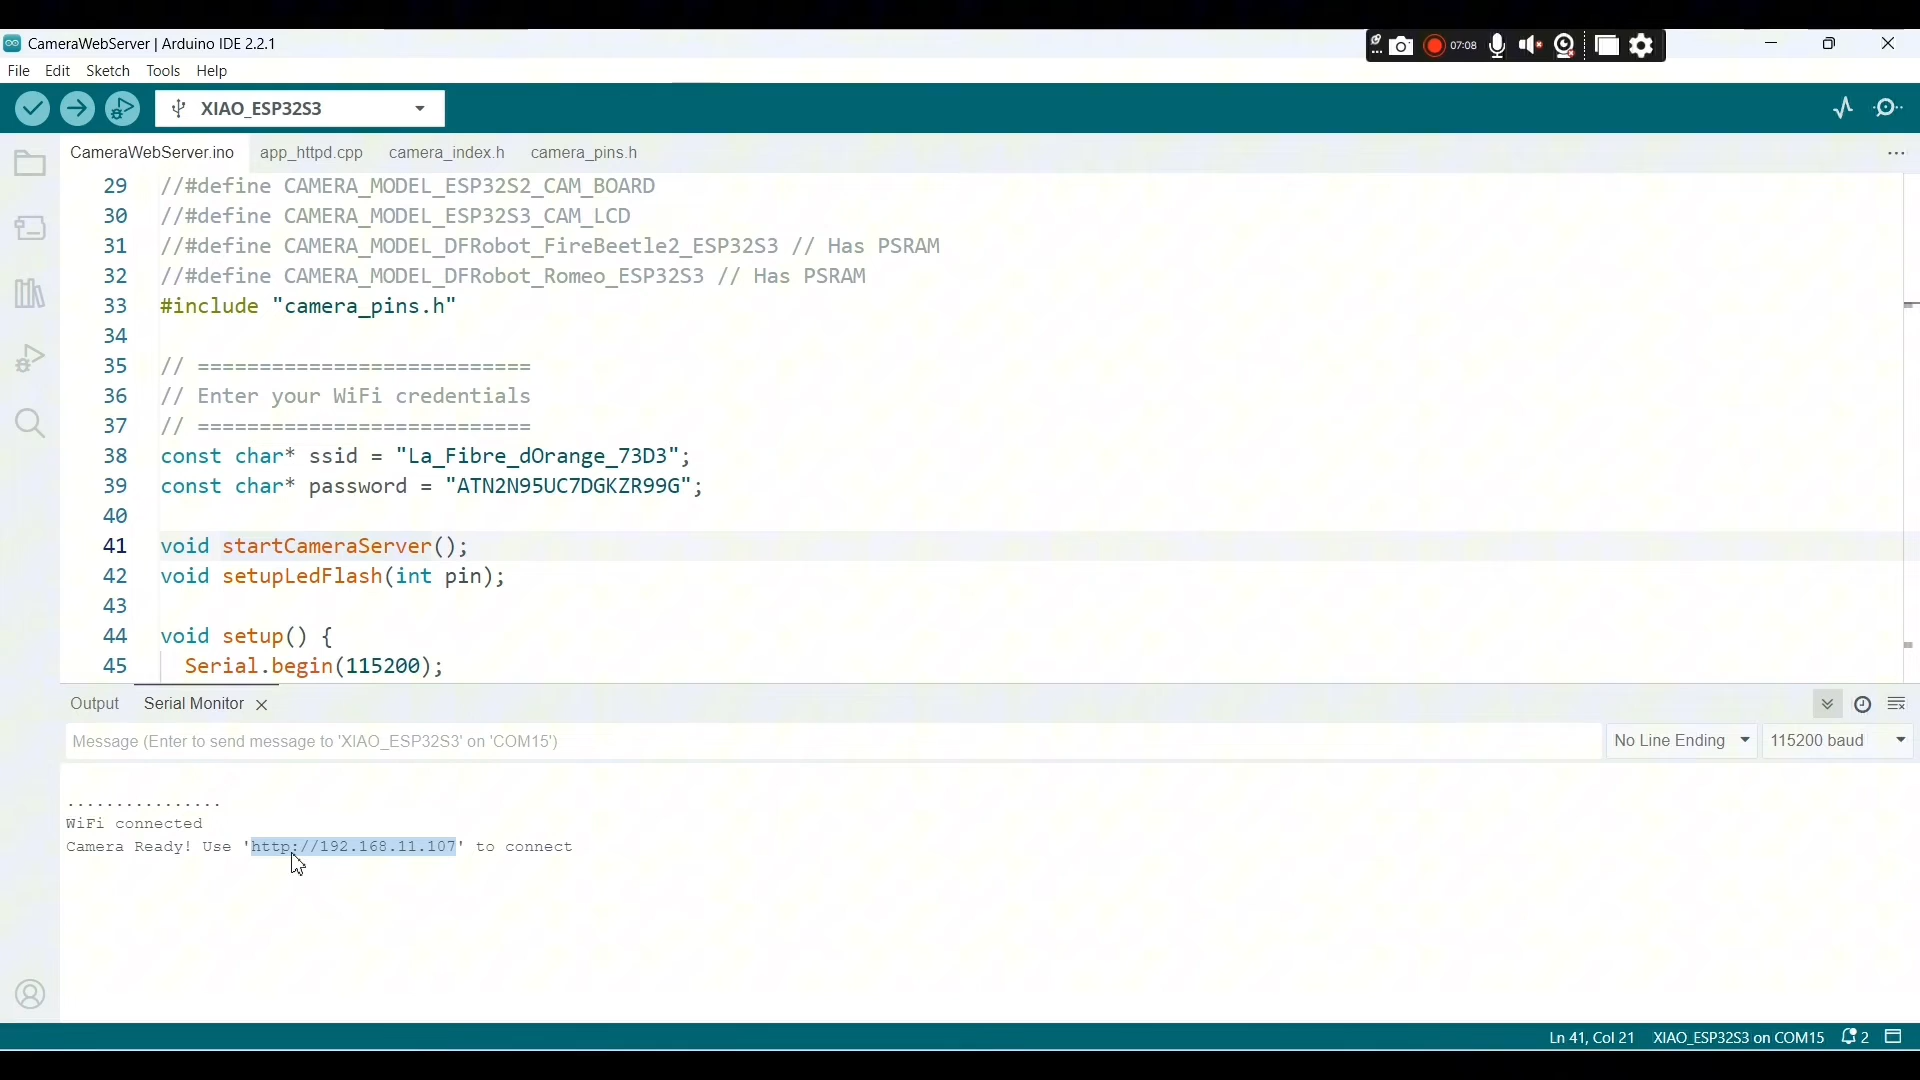 CameraWebServer | Arduino IDE 2.2.1
07:08
File Edit Sketch Tools Help
XIAO_ESP32S3
CameraWebServer.ino app_httpd.cpp camera_index.h camera_pins.h
29 //#define CAMERA_MODEL_ESP32S2_CAM_BOARD
30 //#define CAMERA_MODEL_ESP32S3_CAM_LCD
31 //#define CAMERA_MODEL_DFRobot_FireBeetle2_ESP32S3 // Has PSRAM
32 //#define CAMERA_MODEL_DFRobot_Romeo_ESP32S3 // Has PSRAM
33 #include "camera_pins.h"
34
35 // ===========================
36 // Enter your WiFi credentials
37 // ===========================
38 const char* ssid = "La_Fibre_dOrange_73D3";
39 const char* password = "ATN2N95UC7DGKZR99G";
40
41 void startCameraServer();
42 void setupLedFlash(int pin);
43
44 void setup() {
45 Serial.begin(115200);
Output Serial Monitor
Message (Enter to send message to 'XIAO_ESP32S3' on 'COM15') No Line Ending 115200 baud
................
WiFi connected
Camera Ready! Use 'http://192.168.11.107' to connect
Ln 41, Col 21 XIAO_ESP32S3 on COM15 2